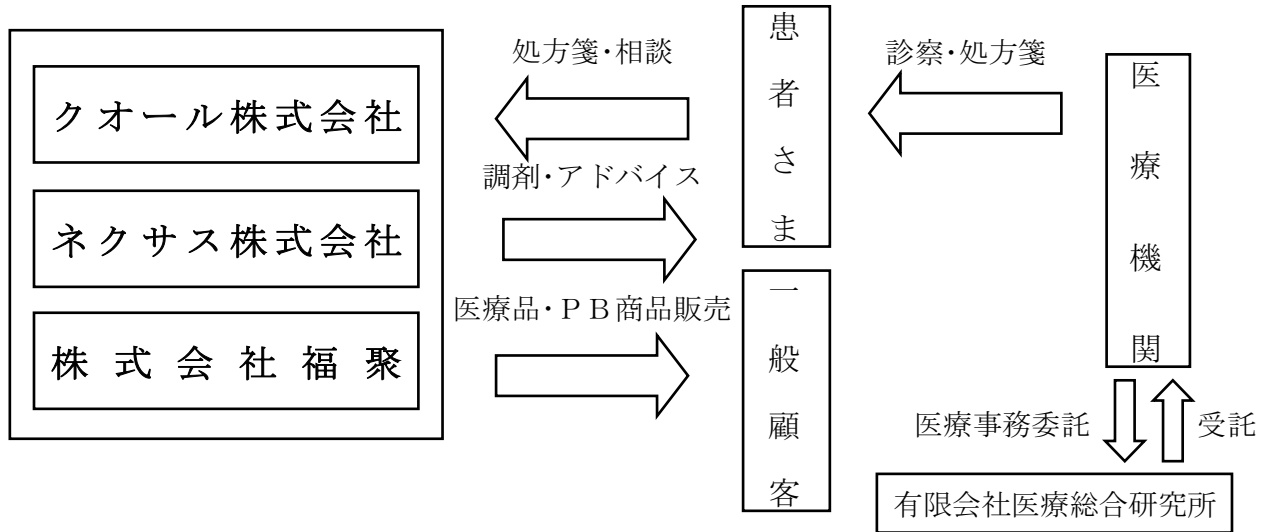 クオール株式会社
ネクサス株式会社
株式会社福聚
処方箋・相談
調剤・アドバイス
医療品・ＰＢ商品販売
患者さま
一般顧客
診察・処方箋
医療機関
医療事務委託
受託
有限会社医療総合研究所